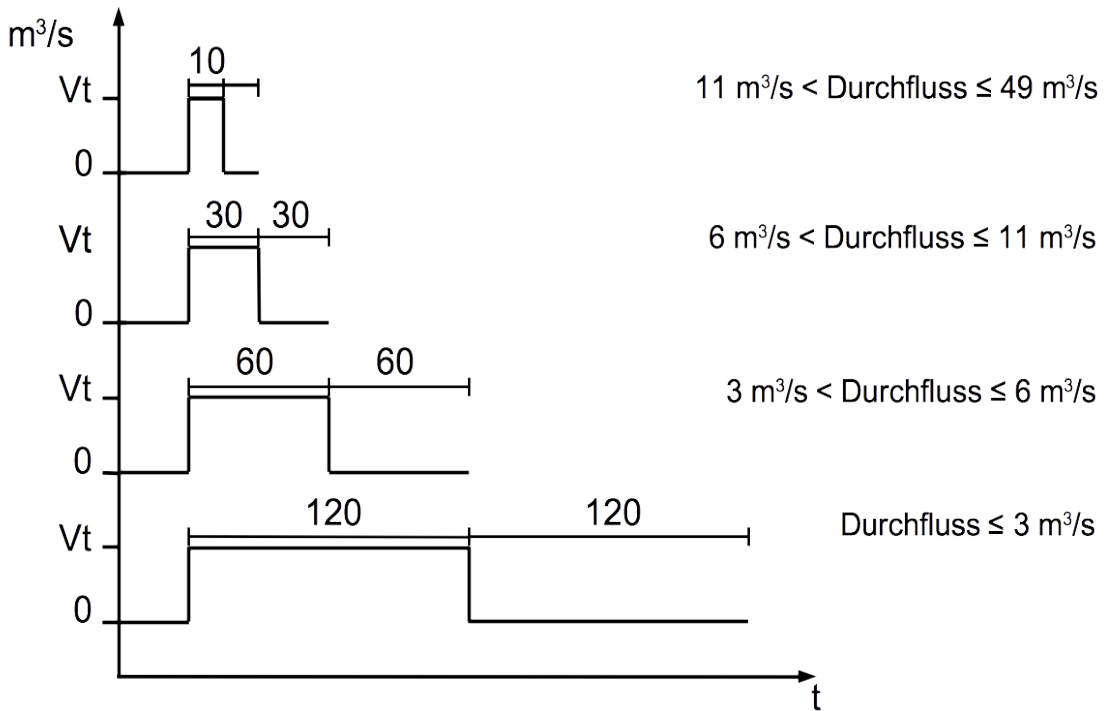 m³/s
10
Vt
11 m³/s < Durchfluss ≤ 49 m³/s
0
30 30
Vt
6 m³/s < Durchfluss ≤ 11 m³/s
0
60 60
Vt
3 m³/s < Durchfluss ≤ 6 m³/s
0
120 120
Vt
Durchfluss ≤ 3 m³/s
0
t